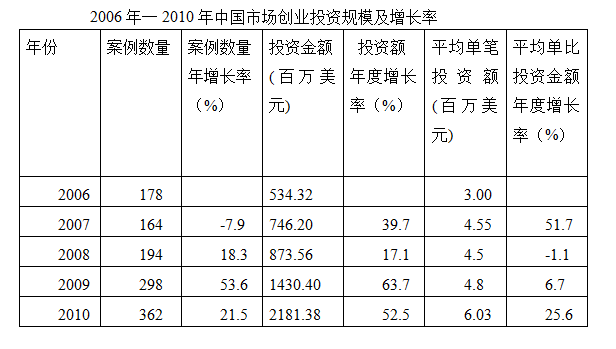 2006 年一 2010 年中国市场创业投资规模及增长率
年份 案例数量 案例数量年增长率（%） 投资金额(百万美元) 投资额年度增长率（%） 平均单笔投资额(百万美元) 平均单比投资金额年度增长率（%）
2006 178 534.32 3.00
2007 164 -7.9 746.20 39.7 4.55 51.7
2008 194 18.3 873.56 17.1 4.5 -1.1
2009 298 53.6 1430.40 63.7 4.8 6.7
2010 362 21.5 2181.38 52.5 6.03 25.6